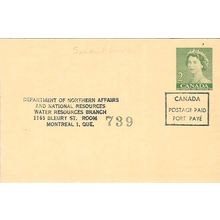 2
CANADA
DEPARTMENT OF NORTHERN AFFAIRS
AND NATIONAL RESOURCES
WATER RESOURCES BRANCH
1165 BLEURY ST. ROOM 739
MONTREAL 1, QUE.
CANADA
POSTAGE PAID
PORT PAYÉ